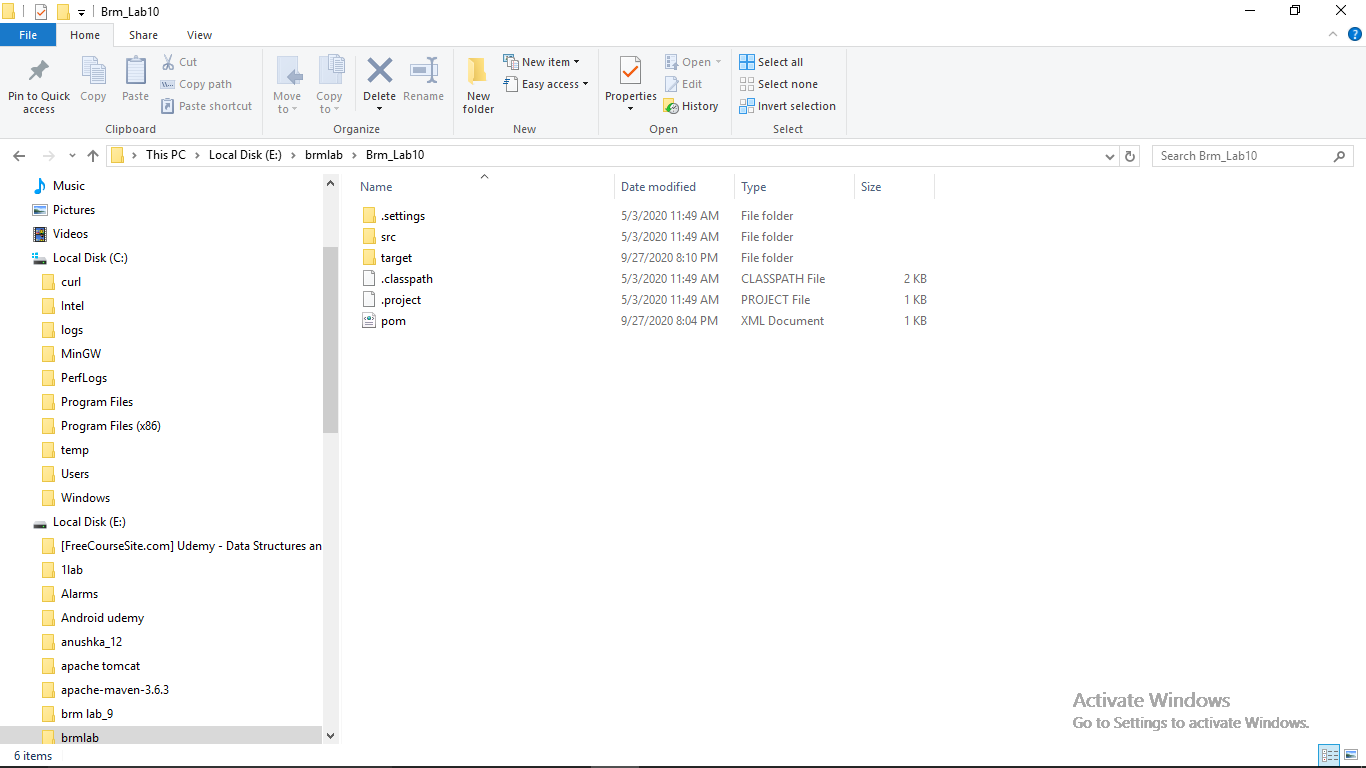 Brm_Lab10
File Home Share View
Pin to Quick access
Copy
Paste
Cut
Copy path
Paste shortcut
Clipboard
Move to
Copy to
Delete
Rename
Organize
New folder
New item
Easy access
New
Properties
Open
Edit
History
Open
Select all
Select none
Invert selection
Select
This PC > Local Disk (E:) > brmlab > Brm_Lab10
Search Brm_Lab10
Music
Pictures
Videos
Local Disk (C:)
curl
Intel
logs
MinGW
PerfLogs
Program Files
Program Files (x86)
temp
Users
Windows
Local Disk (E:)
[FreeCourseSite.com] Udemy - Data Structures an
1lab
Alarms
Android udemy
anushka_12
apache tomcat
apache-maven-3.6.3
brm lab_9
brmlab
Name Date modified Type Size
.settings 5/3/2020 11:49 AM File folder
src 5/3/2020 11:49 AM File folder
target 9/27/2020 8:10 PM File folder
.classpath 5/3/2020 11:49 AM CLASSPATH File 2 KB
.project 5/3/2020 11:49 AM PROJECT File 1 KB
pom 9/27/2020 8:04 PM XML Document 1 KB
Activate Windows
Go to Settings to activate Windows.
6 items